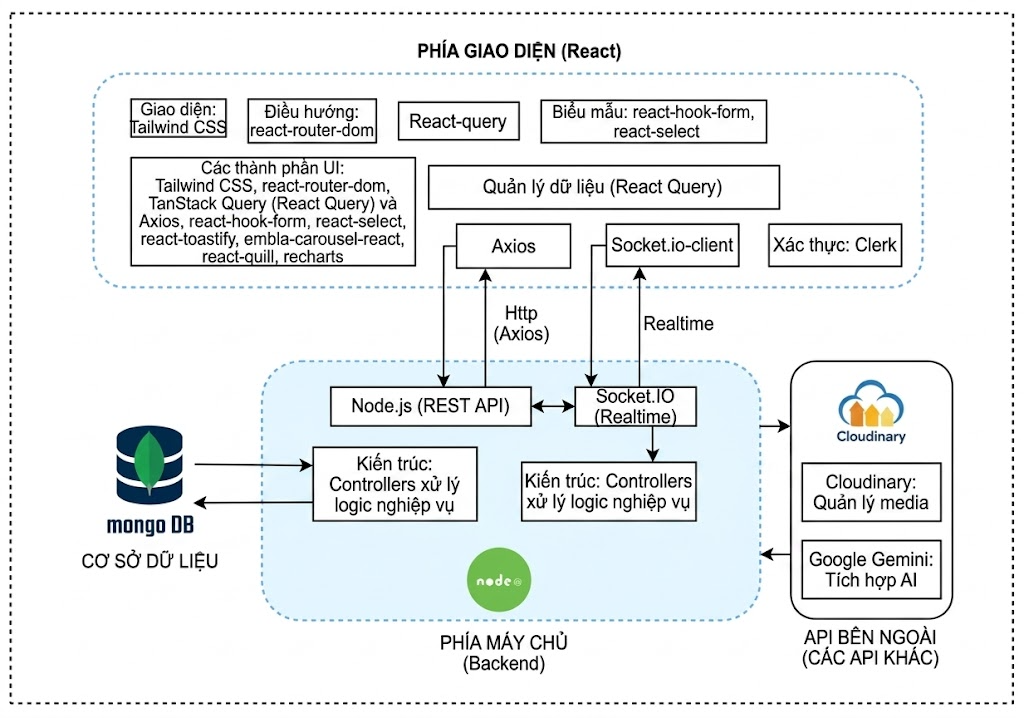 PHÍA GIAO DIỆN (React)
Giao diện:
Tailwind CSS
Điều hướng:
react-router-dom
React-query
Biểu mẫu: react-hook-form,
react-select
Các thành phần UI:
Tailwind CSS, react-router-dom,
TanStack Query (React Query) và
Axios, react-hook-form, react-select,
react-toastify, embla-carousel-react,
react-quill, recharts
Quản lý dữ liệu (React Query)
Axios
Socket.io-client
Xác thực: Clerk
Http
(Axios)
Realtime
Node.js (REST API)
Socket.IO
(Realtime)
Kiến trúc:
Controllers xử lý
logic nghiệp vụ
Kiến trúc: Controllers
xử lý logic nghiệp vụ
mongo DB
CƠ SỞ DỮ LIỆU
node
PHÍA MÁY CHỦ
(Backend)
Cloudinary
Cloudinary:
Quản lý media
Google Gemini:
Tích hợp AI
API BÊN NGOÀI
(CÁC API KHÁC)